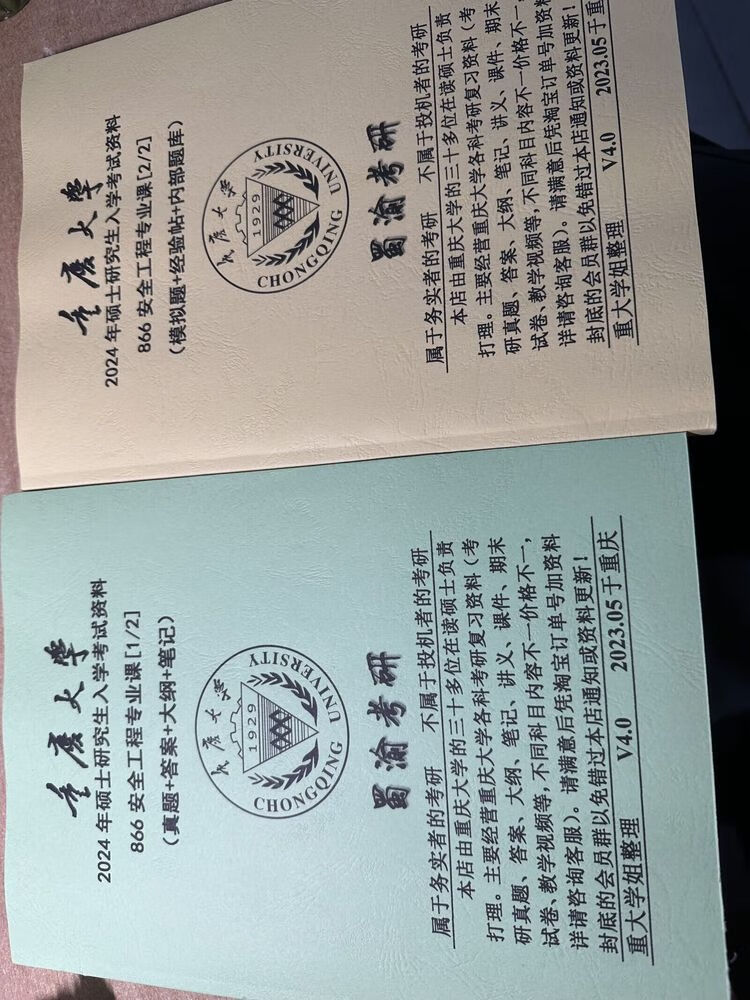 重庆大学
2024 年硕士研究生入学考试资料
866 安全工程专业课[2/2]
（模拟题+经验帖+内部题库）
重庆大学
1929
CHONGQING UNIVERSITY
蜀渝考研
属于务实者的考研 不属于投机者的考研
本店由重庆大学的三十多位在读硕士负责
打理。主要经营重庆大学各科考研复习资料（考
研真题、答案、大纲、笔记、讲义、课件、期末
试卷、教学视频等,不同科目内容不一价格不一,
详请咨询客服）。请满意后凭淘宝订单号加资料
封底的会员群以免错过本店通知或资料更新！
重大学姐整理 V4.0 2023.05于重
重庆大学
2024 年硕士研究生入学考试资料
866 安全工程专业课[1/2]
（真题+答案+大纲+笔记）
重庆大学
1929
CHONGQING UNIVERSITY
蜀渝考研
属于务实者的考研 不属于投机者的考研
本店由重庆大学的三十多位在读硕士负责
打理。主要经营重庆大学各科考研复习资料（考
研真题、答案、大纲、笔记、讲义、课件、期末
试卷、教学视频等,不同科目内容不一价格不一,
详请咨询客服）。请满意后凭淘宝订单号加资料
封底的会员群以免错过本店通知或资料更新！
重大学姐整理 V4.0 2023.05于重庆